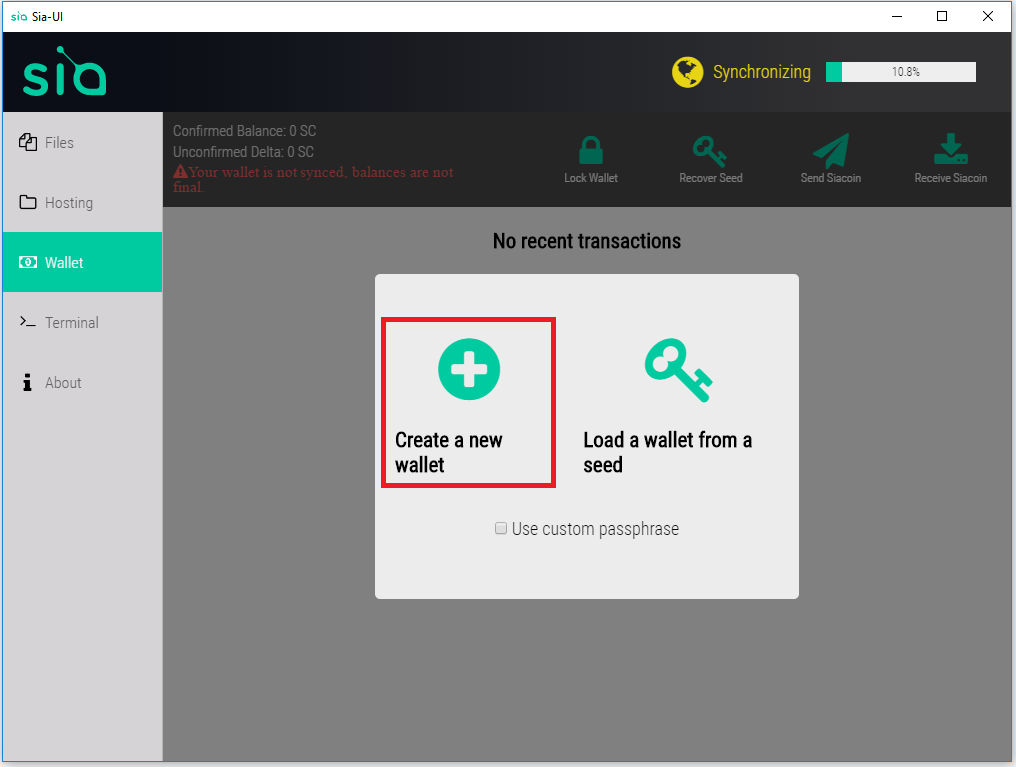 sia Sia-UI
sia
Synchronizing 10.8%
Files
Hosting
Wallet
Terminal
About
Confirmed Balance: 0 SC
Unconfirmed Delta: 0 SC
Your wallet is not synced, balances are not
final.
Lock Wallet
Recover Seed
Send Siacoin
Receive Siacoin
No recent transactions
Create a new
wallet
Load a wallet from a
seed
Use custom passphrase